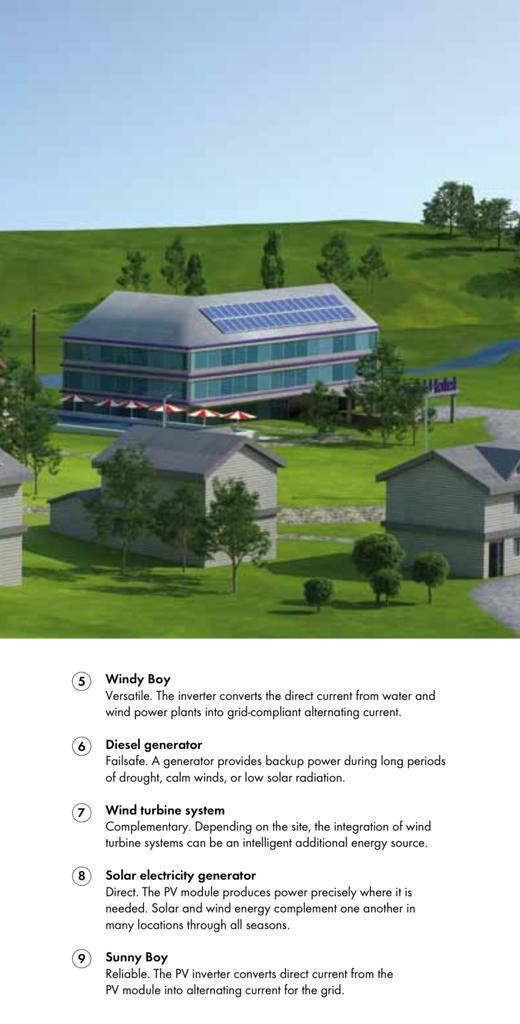 Hotel
5 Windy Boy
Versatile. The inverter converts the direct current from water and
wind power plants into grid-compliant alternating current.
6 Diesel generator
Failsafe. A generator provides backup power during long periods
of drought, calm winds, or low solar radiation.
7 Wind turbine system
Complementary. Depending on the site, the integration of wind
turbine systems can be an intelligent additional energy source.
8 Solar electricity generator
Direct. The PV module produces power precisely where it is
needed. Solar and wind energy complement one another in
many locations through all seasons.
9 Sunny Boy
Reliable. The PV inverter converts direct current from the
PV module into alternating current for the grid.